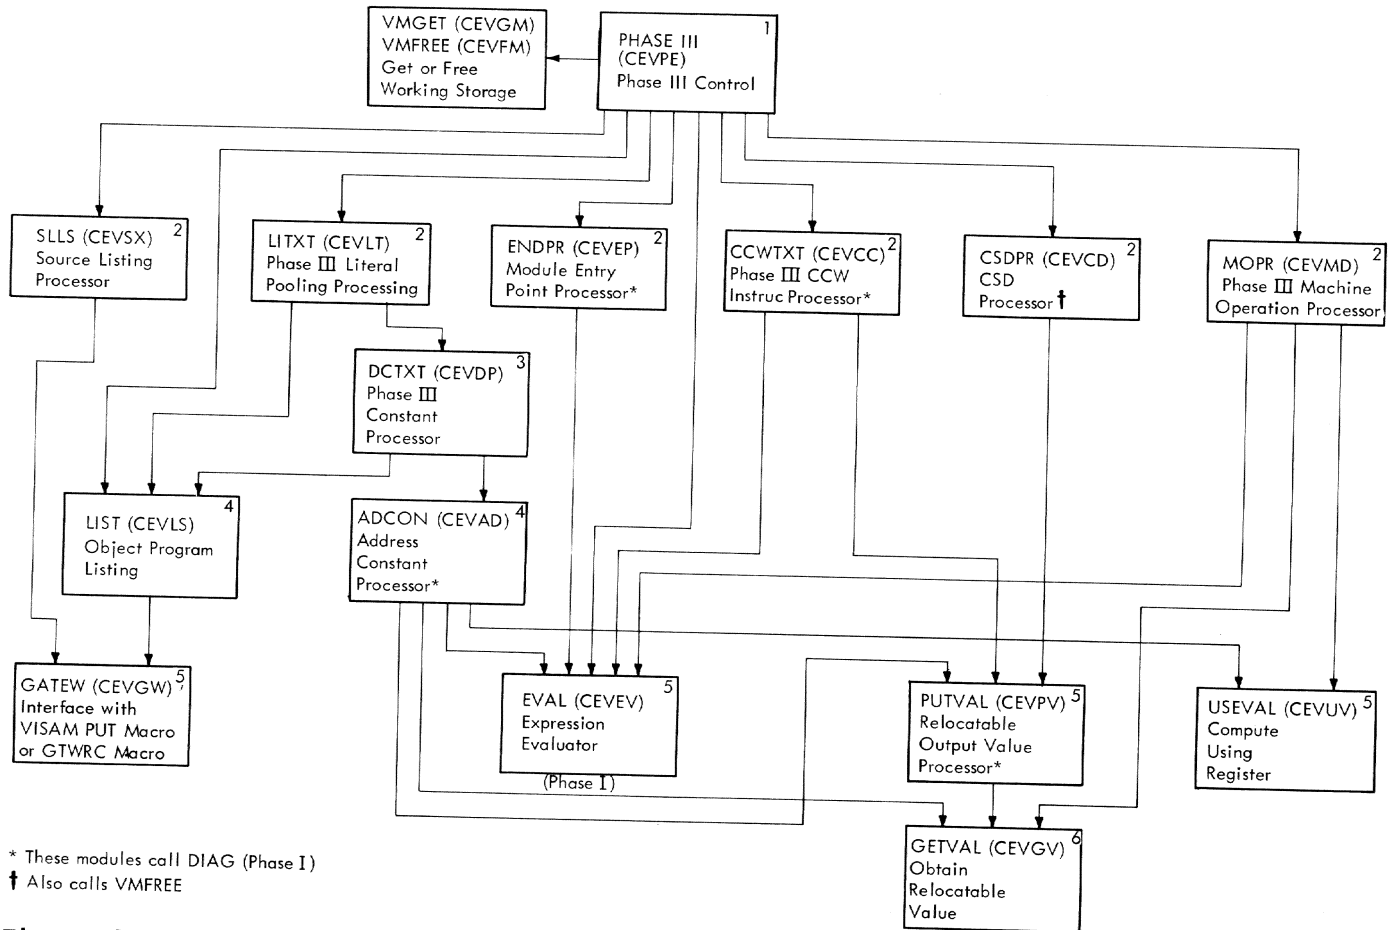 VMGET (CEVGM)
VMFREE (CEVFM)
Get or Free
Working Storage
1
PHASE III
(CEVPE)
Phase III Control
2
SLLS (CEVSX)
Source Listing
Processor
2
LITXT (CEVLT)
Phase III Literal
Pooling Processing
2
ENDPR (CEVEP)
Module Entry
Point Processor*
2
CCWTXT (CEVCC)
Phase III CCW
Instruc Processor*
2
CSDPR (CEVCD)
CSD
Processor †
2
MOPR (CEVMD)
Phase III Machine
Operation Processor
3
DCTXT (CEVDP)
Phase III
Constant
Processor
4
LIST (CEVLS)
Object Program
Listing
4
ADCON (CEVAD)
Address
Constant
Processor*
5
GATEW (CEVGW)
Interface with
VISAM PUT Macro
or GTWRC Macro
5
EVAL (CEVEV)
Expression
Evaluator
(Phase I)
5
PUTVAL (CEVPV)
Relocatable
Output Value
Processor*
5
USEVAL (CEVUV)
Compute
Using
Register
6
GETVAL (CEVGV)
Obtain
Relocatable
Value
* These modules call DIAG (Phase I)
† Also calls VMFREE